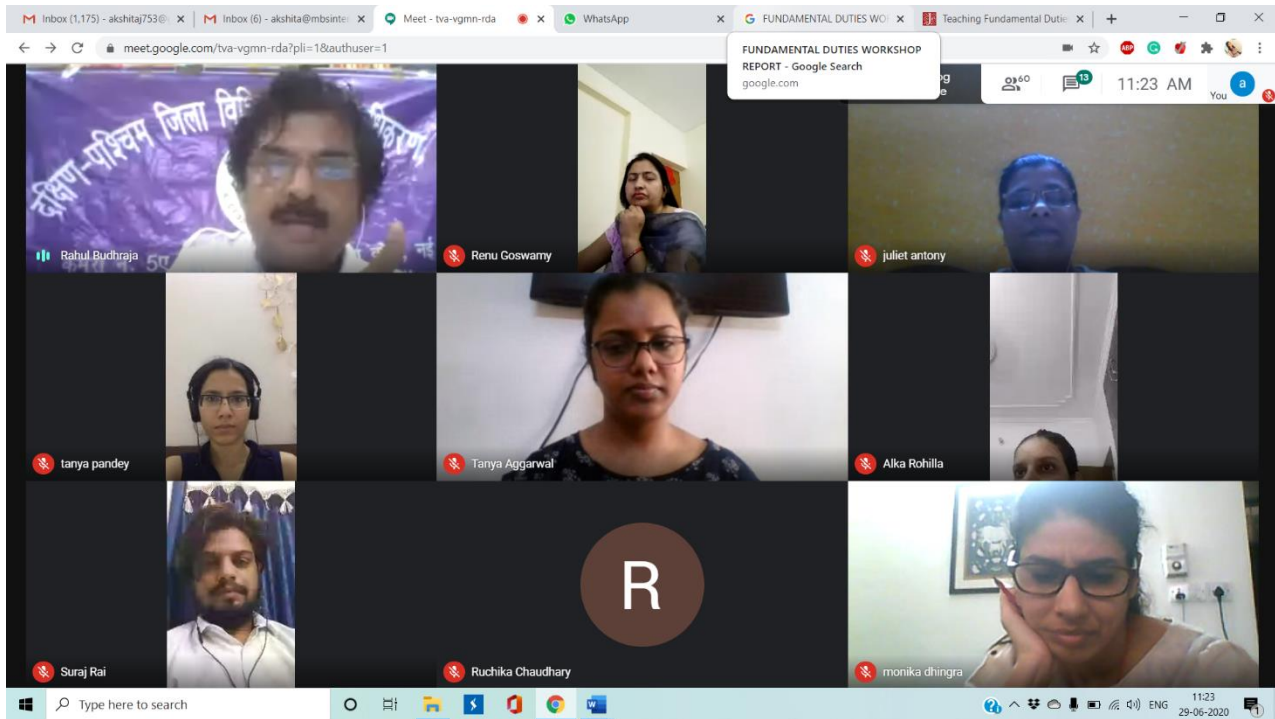 Inbox (1,175) - akshitaj753@
Inbox (6) - akshita@mbsinte
Meet - tva-vgmn-rda
WhatsApp
FUNDAMENTAL DUTIES WO
Teaching Fundamental Dutie
meet.google.com/tva-vgmn-rda?pli=1&authuser=1
ABP
FUNDAMENTAL DUTIES WORKSHOP
REPORT - Google Search
google.com
60
13
11:23 AM
You
a
दक्षिण-पश्चिम जिला
Rahul Budhraja
Renu Goswamy
juliet antony
tanya pandey
Tanya Aggarwal
Alka Rohilla
Suraj Rai
R
Ruchika Chaudhary
monika dhingra
Type here to search
ENG
11:23
29-06-2020
1